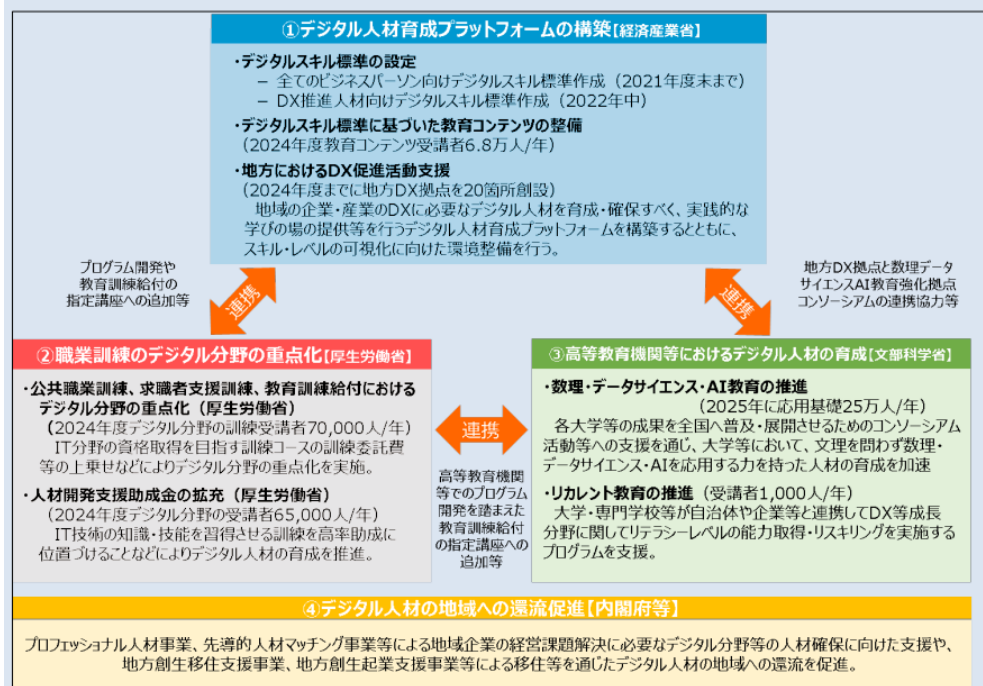 ①デジタル人材育成プラットフォームの構築【経済産業省】
・デジタルスキル標準の設定
− 全てのビジネスパーソン向けデジタルスキル標準作成（2021年度末まで）
− DX推進人材向けデジタルスキル標準作成（2022年中）
・デジタルスキル標準に基づいた教育コンテンツの整備
（2024年度教育コンテンツ受講者6.8万人/年）
・地方におけるDX促進活動支援
（2024年度までに地方DX拠点を20箇所創設）
地域の企業・産業のDXに必要なデジタル人材を育成・確保すべく、実践的な
学びの場の提供等を行うデジタル人材育成プラットフォームを構築するとともに、
スキル・レベルの可視化に向けた環境整備を行う。
プログラム開発や
教育訓練給付の
指定講座への追加等
連携
連携
地方DX拠点と数理データ
サイエンスAI教育強化拠点
コンソーシアムの連携協力等
②職業訓練のデジタル分野の重点化【厚生労働省】
・公共職業訓練、求職者支援訓練、教育訓練給付における
デジタル分野の重点化（厚生労働省）
（2024年度デジタル分野の訓練受講者70,000人/年）
IT分野の資格取得を目指す訓練コースの訓練委託費
等の上乗せなどによりデジタル分野の重点化を実施。
・人材開発支援助成金の拡充（厚生労働省）
（2024年度デジタル分野の受講者65,000人/年）
IT技術の知識・技能を習得させる訓練を高率助成に
位置づけることなどによりデジタル人材の育成を推進。
連携
高等教育機関
等でのプログラム
開発を踏まえた
教育訓練給付
の指定講座への
追加等
③高等教育機関等におけるデジタル人材の育成【文部科学省】
・数理・データサイエンス・AI教育の推進
（2025年に応用基礎25万人/年）
各大学等の成果を全国へ普及・展開させるためのコンソーシアム
活動等への支援を通じ、大学等において、文理を問わず数理・
データサイエンス・AIを応用する力を持った人材の育成を加速
・リカレント教育の推進（受講者1,000人/年）
大学・専門学校等が自治体や企業等と連携してDX等成長
分野に関してリテラシーレベルの能力取得・リスキリングを実施する
プログラムを支援。
④デジタル人材の地域への還流促進【内閣府等】
プロフェッショナル人材事業、先導的人材マッチング事業等による地域企業の経営課題解決に必要なデジタル分野等の人材確保に向けた支援や、
地方創生移住支援事業、地方創生起業支援事業等による移住等を通じたデジタル人材の地域への還流を促進。